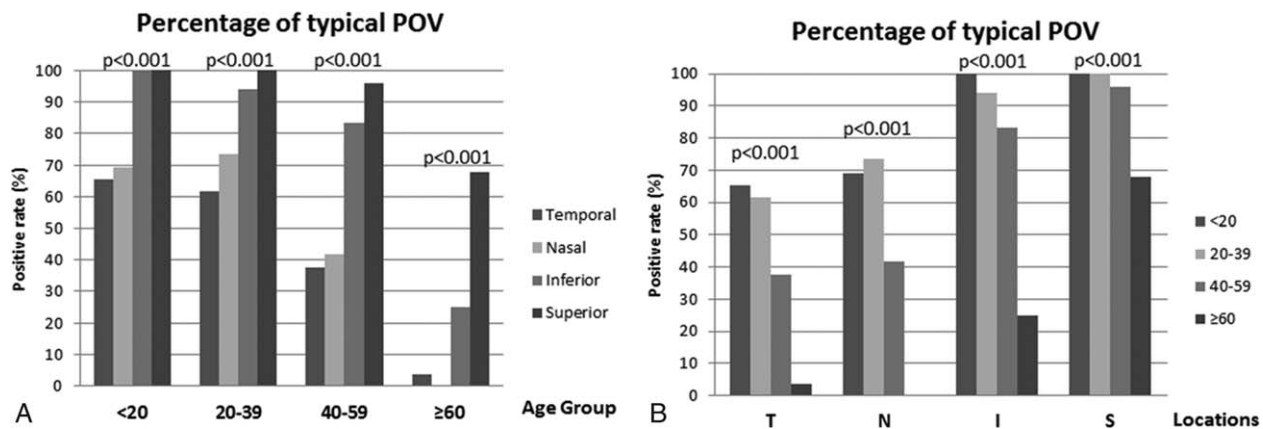 Percentage of typical POV
p<0.001 p<0.001 p<0.001
p<0.001
Positive rate (%)
100
90
80
70
60
50
40
30
20
10
0
Temporal
Nasal
Inferior
Superior
<20 20-39 40-59 ≥60 Age Group
A
Percentage of typical POV
p<0.001 p<0.001
p<0.001
p<0.001
Positive rate (%)
100
90
80
70
60
50
40
30
20
10
0
<20
20-39
40-59
≥60
T N I S Locations
B